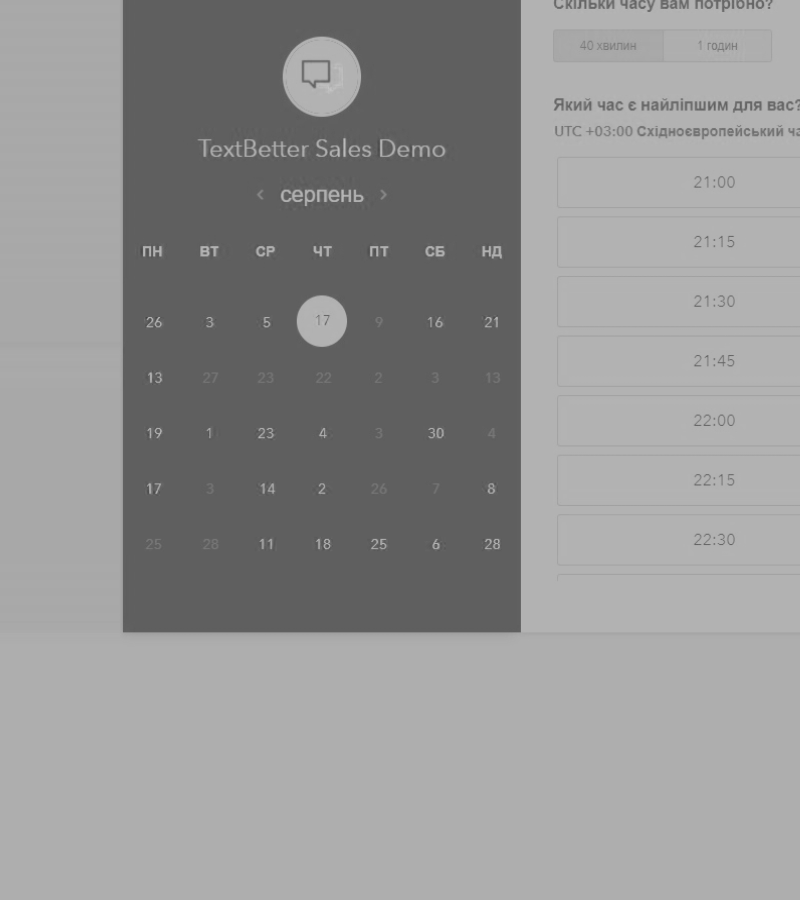 TextBetter Sales Demo
‹ серпень ›
ПН ВТ СР ЧТ ПТ СБ НД
26 3 5 17 9 16 21
13 27 23 22 2 3 13
19 1 23 4 3 30 4
17 3 14 2 26 7 8
25 28 11 18 25 6 28
Скільки часу вам потрібно?
40 хвилин 1 годин
Який час є найліпшим для вас?
UTC +03:00 Східноєвропейський
21:00
21:15
21:30
21:45
22:00
22:15
22:30